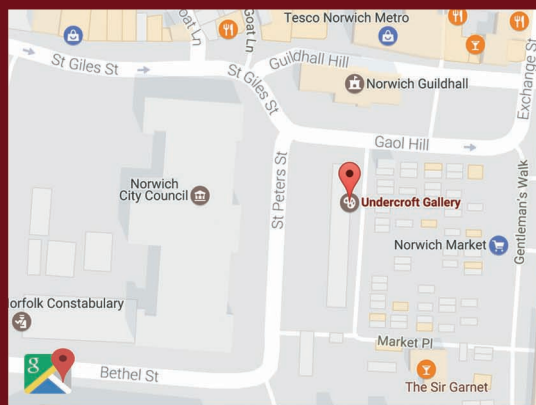 Goat Ln
Goat Ln
Tesco Norwich Metro
St Giles St
St Giles St
Guildhall Hill
Exchange St
Norwich Guildhall
Gaol Hill
Norwich
City Council
St Peters St
Undercroft Gallery
Gentleman's Walk
Norwich Market
orfolk Constabulary
Market Pl
g
Bethel St
The Sir Garnet